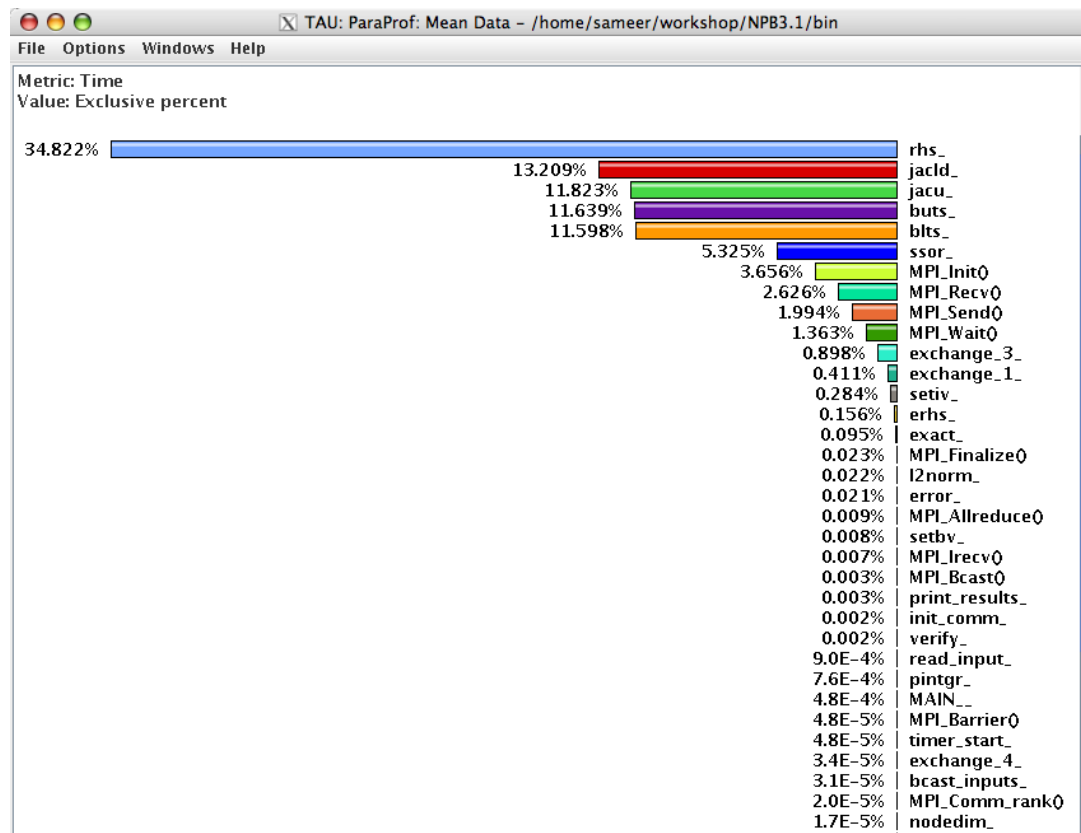 TAU: ParaProf: Mean Data – /home/sameer/workshop/NPB3.1/bin
File Options Windows Help
Metric: Time
Value: Exclusive percent
34.822% rhs_
13.209% jacld_
11.823% jacu_
11.639% buts_
11.598% blts_
5.325% ssor_
3.656% MPI_Init()
2.626% MPI_Recv()
1.994% MPI_Send()
1.363% MPI_Wait()
0.898% exchange_3_
0.411% exchange_1_
0.284% setiv_
0.156% erhs_
0.095% exact_
0.023% MPI_Finalize()
0.022% l2norm_
0.021% error_
0.009% MPI_Allreduce()
0.008% setbv_
0.007% MPI_Irecv()
0.003% MPI_Bcast()
0.003% print_results_
0.002% init_comm_
0.002% verify_
9.0E–4% read_input_
7.6E–4% pintgr_
4.8E–4% MAIN__
4.8E–5% MPI_Barrier()
4.8E–5% timer_start_
3.4E–5% exchange_4_
3.1E–5% bcast_inputs_
2.0E–5% MPI_Comm_rank()
1.7E–5% nodedim_